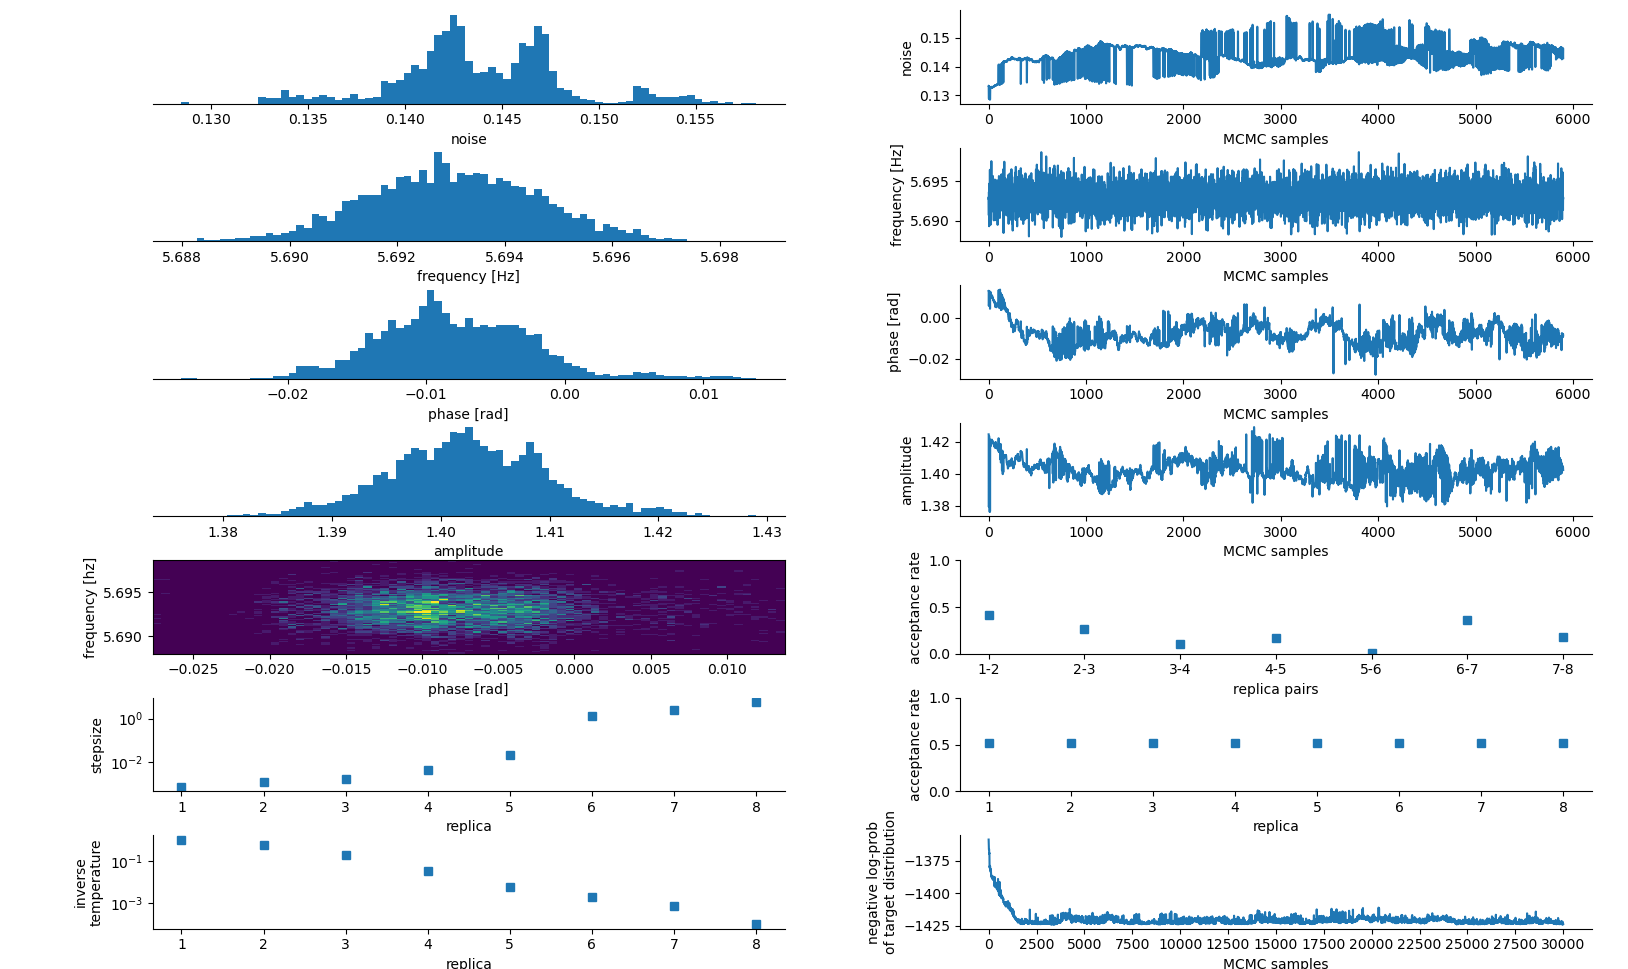 noise
0.130 0.135 0.140 0.145 0.150 0.155
noise
0.15
0.14
0.13
0 1000 2000 3000 4000 5000 6000
MCMC samples
5.688 5.690 5.692 5.694 5.696 5.698
frequency [Hz]
frequency [Hz]
5.695
5.690
0 1000 2000 3000 4000 5000 6000
MCMC samples
−0.02 −0.01 0.00 0.01
phase [rad]
phase [rad]
0.00
−0.02
0 1000 2000 3000 4000 5000 6000
MCMC samples
1.38 1.39 1.40 1.41 1.42 1.43
amplitude
amplitude
1.42
1.40
1.38
0 1000 2000 3000 4000 5000 6000
MCMC samples
frequency [hz]
5.695
5.690
−0.025 −0.020 −0.015 −0.010 −0.005 0.000 0.005 0.010
phase [rad]
acceptance rate
1.0
0.5
0.0
1-2 2-3 3-4 4-5 5-6 6-7 7-8
replica pairs
stepsize
10⁰
10⁻²
1 2 3 4 5 6 7 8
replica
acceptance rate
1.0
0.5
0.0
1 2 3 4 5 6 7 8
replica
inverse
temperature
10⁻¹
10⁻³
1 2 3 4 5 6 7 8
replica
negative log-prob
of target distribution
−1375
−1400
−1425
0 2500 5000 7500 10000 12500 15000 17500 20000 22500 25000 27500 30000
MCMC samples